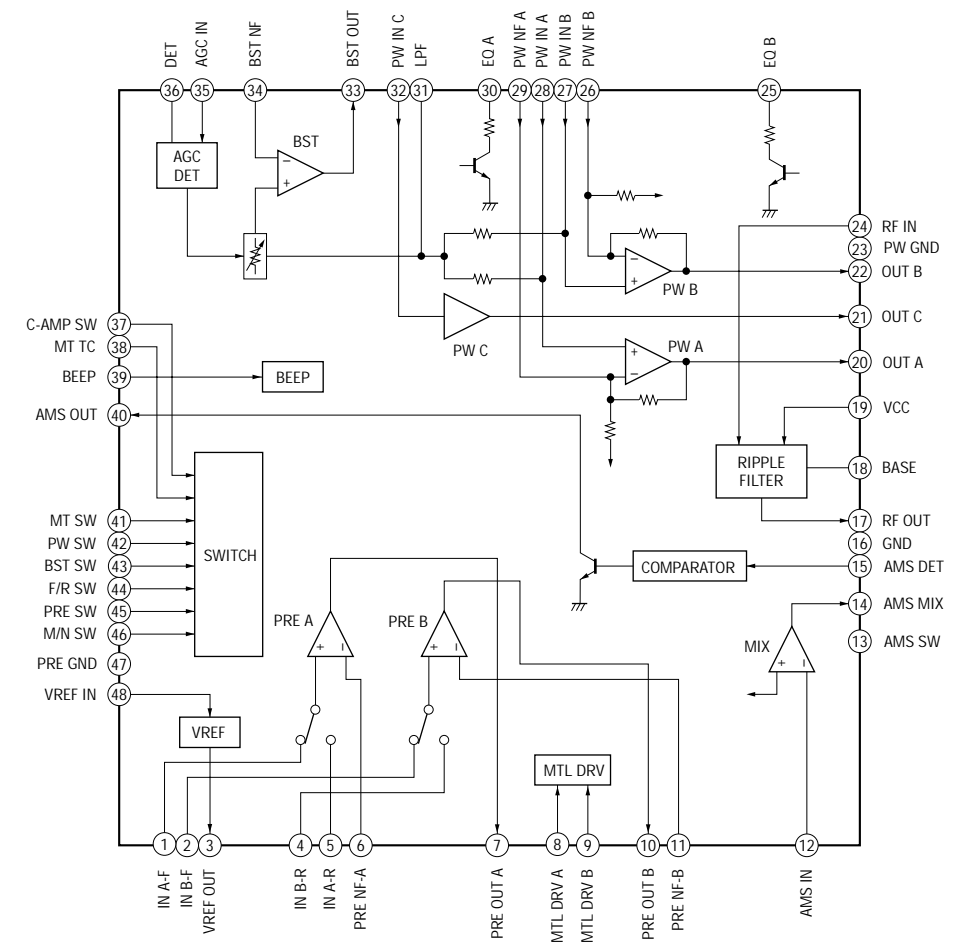 DET
AGC IN
BST NF
BST OUT
PW IN C
LPF
EQ A
PW NF A
PW IN A
PW IN B
PW NF B
EQ B
36
35
34
33
32
31
30
29
28
27
26
25
AGC
DET
BST
−
+
24 RF IN
23 PW GND
−
+
PW B
22 OUT B
PW C
21 OUT C
+
−
PW A
20 OUT A
C-AMP SW 37
MT TC 38
BEEP 39
BEEP
AMS OUT 40
19 VCC
RIPPLE
FILTER
18 BASE
17 RF OUT
16 GND
MT SW 41
PW SW 42
BST SW 43
F/R SW 44
PRE SW 45
M/N SW 46
PRE GND 47
VREF IN 48
SWITCH
COMPARATOR
15 AMS DET
14 AMS MIX
13 AMS SW
PRE A
+ −
PRE B
+ −
MIX
+ −
VREF
MTL DRV
1
2
3
4
5
6
7
8
9
10
11
12
IN A-F
IN B-F
VREF OUT
IN B-R
IN A-R
PRE NF-A
PRE OUT A
MTL DRV A
MTL DRV B
PRE OUT B
PRE NF-B
AMS IN